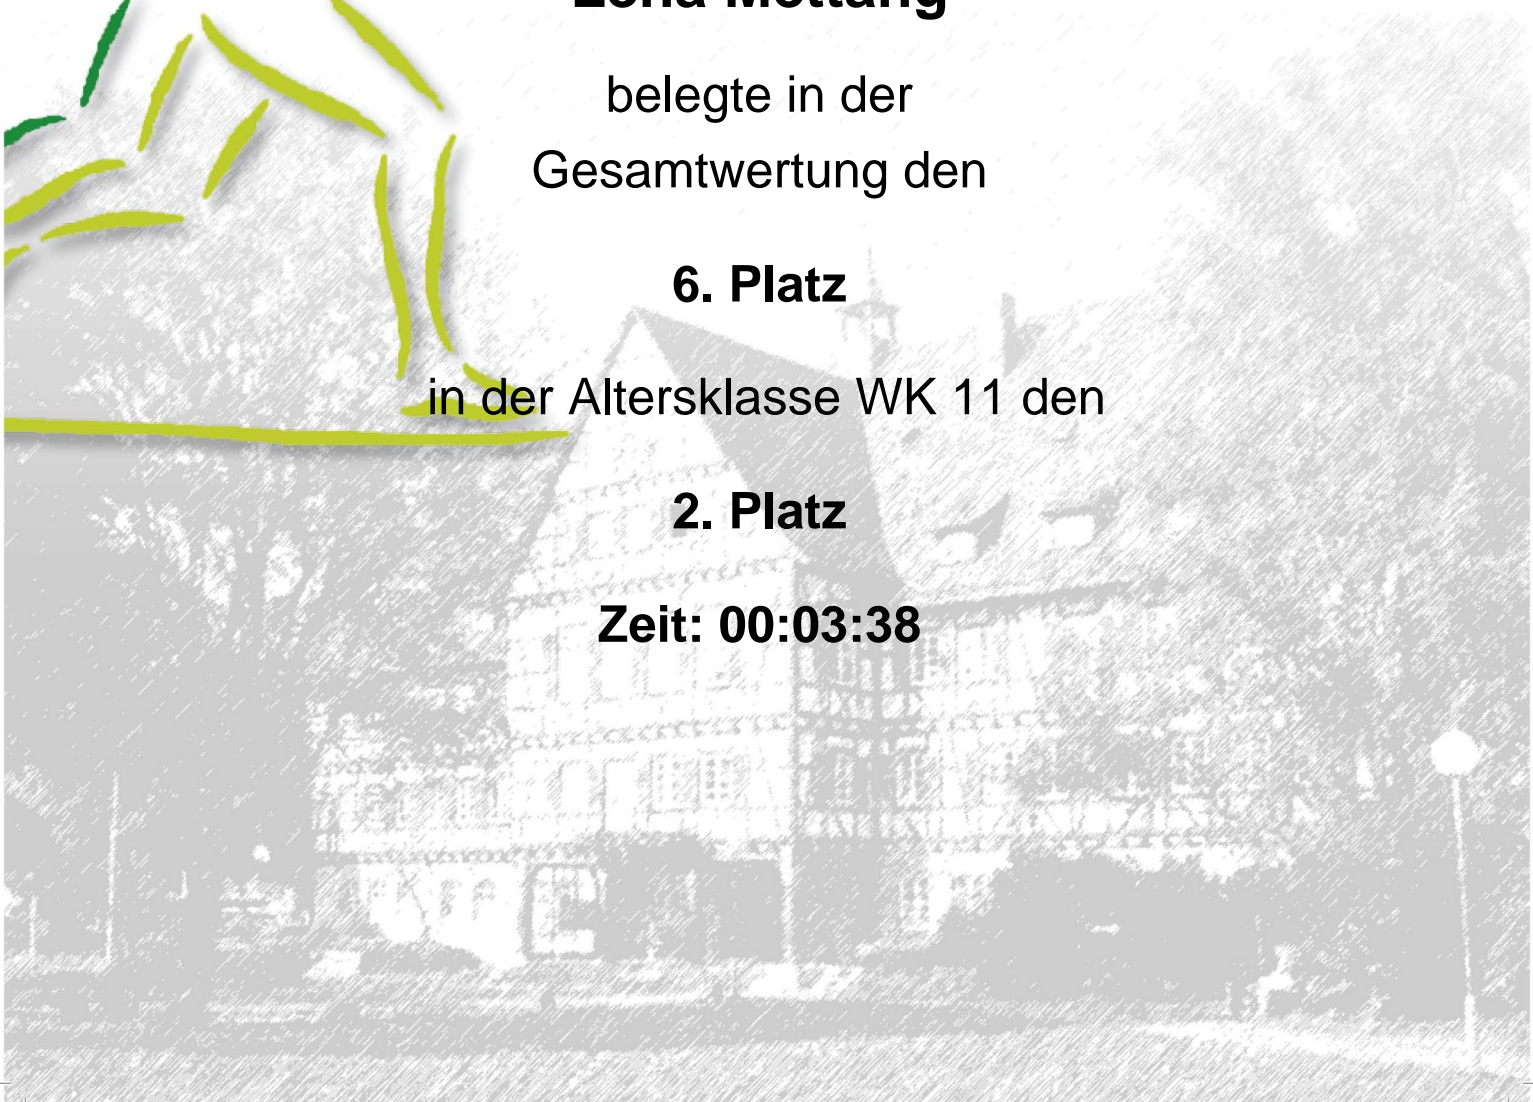 Mottang
belegte in der
Gesamtwertung den
6. Platz
in der Altersklasse WK 11 den
2. Platz
Zeit: 00:03:38